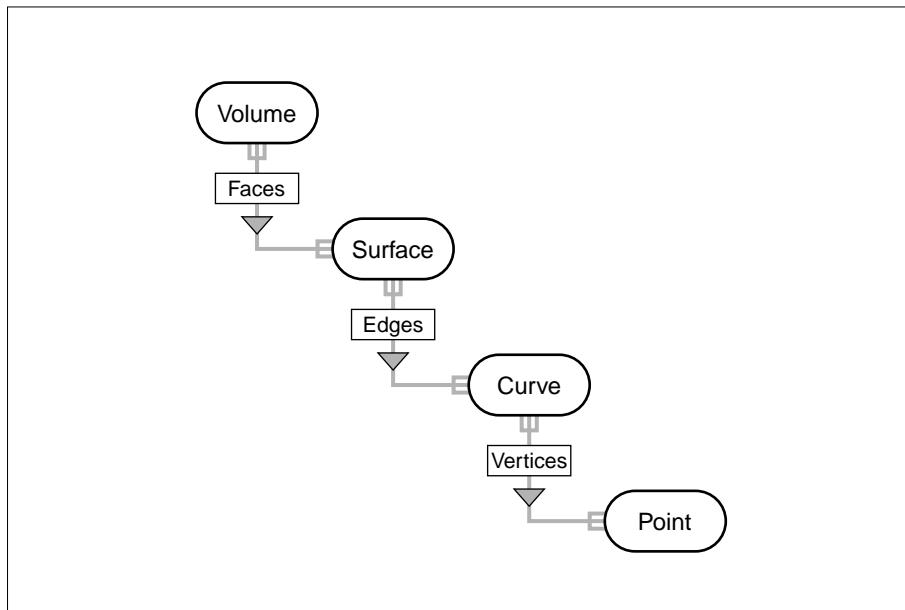 Volume
Faces
Surface
Edges
Curve
Vertices
Point